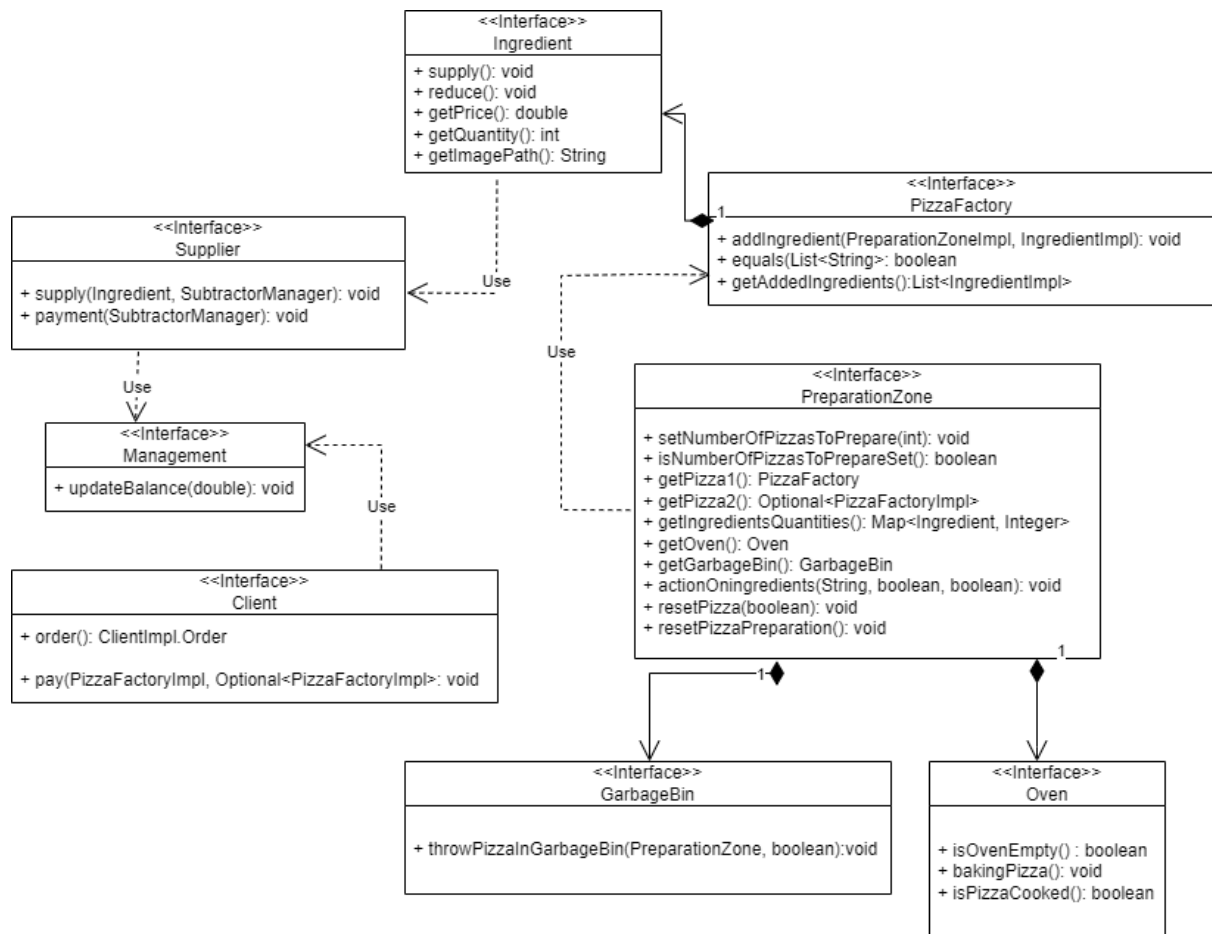 <<Interface>>
Ingredient
+ supply(): void
+ reduce(): void
+ getPrice(): double
+ getQuantity(): int
+ getImagePath(): String
<<Interface>>
PizzaFactory
1
+ addIngredient(PreparationZoneImpl, IngredientImpl): void
+ equals(List<String>: boolean
+ getAddedIngredients():List<IngredientImpl>
<<Interface>>
Supplier
+ supply(Ingredient, SubtractorManager): void
+ payment(SubtractorManager): void
Use
Use
Use
<<Interface>>
Management
+ updateBalance(double): void
Use
<<Interface>>
PreparationZone
+ setNumberOfPizzasToPrepare(int): void
+ isNumberOfPizzasToPrepareSet(): boolean
+ getPizza1(): PizzaFactory
+ getPizza2(): Optional<PizzaFactoryImpl>
+ getIngredientsQuantities(): Map<Ingredient, Integer>
+ getOven(): Oven
+ getGarbageBin(): GarbageBin
+ actionOningredients(String, boolean, boolean): void
+ resetPizza(boolean): void
+ resetPizzaPreparation(): void
<<Interface>>
Client
+ order(): ClientImpl.Order
+ pay(PizzaFactoryImpl, Optional<PizzaFactoryImpl>: void
1
1
<<Interface>>
GarbageBin
+ throwPizzaInGarbageBin(PreparationZone, boolean):void
<<Interface>>
Oven
+ isOvenEmpty() : boolean
+ bakingPizza(): void
+ isPizzaCooked(): boolean